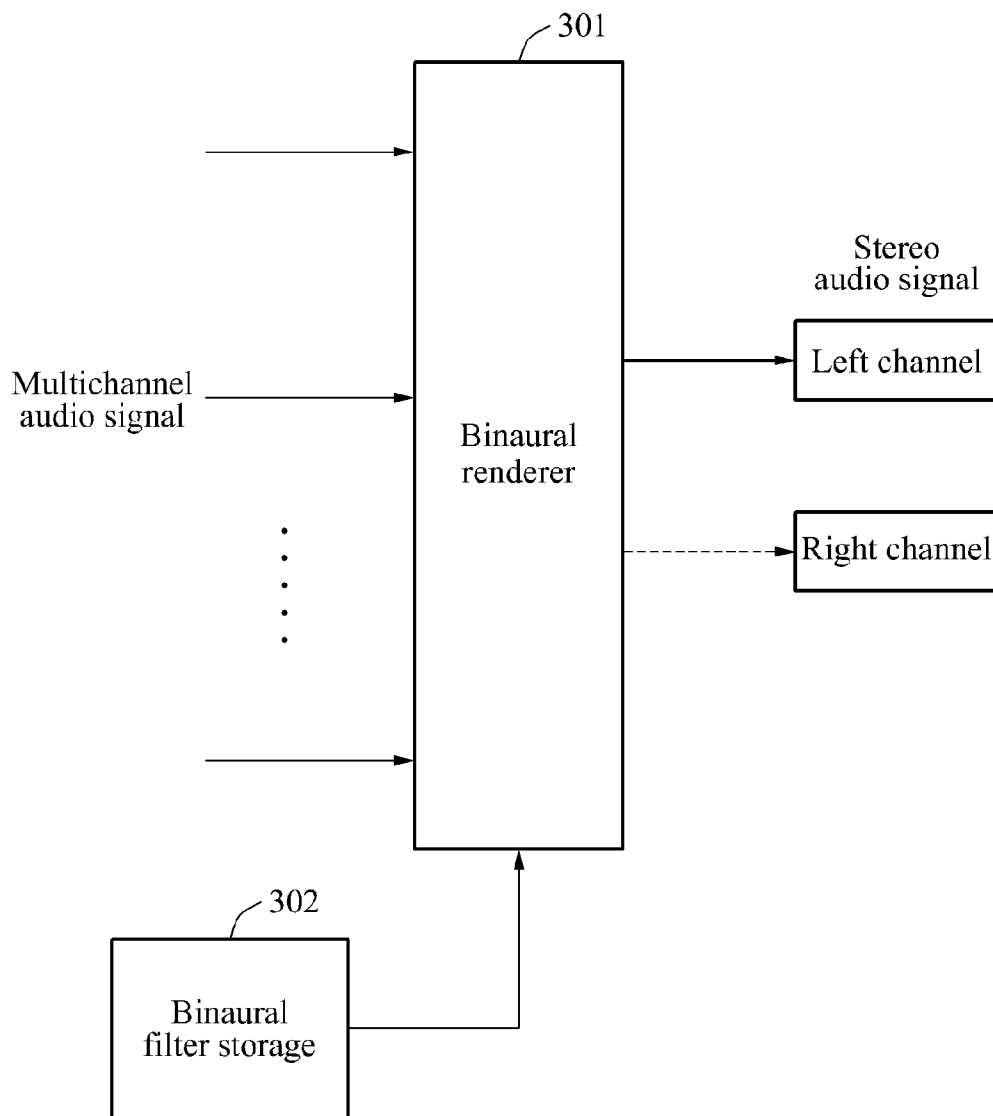 301
Stereo
audio signal
Left channel
Multichannel
audio signal
Binaural
renderer
Right channel
302
Binaural
filter storage